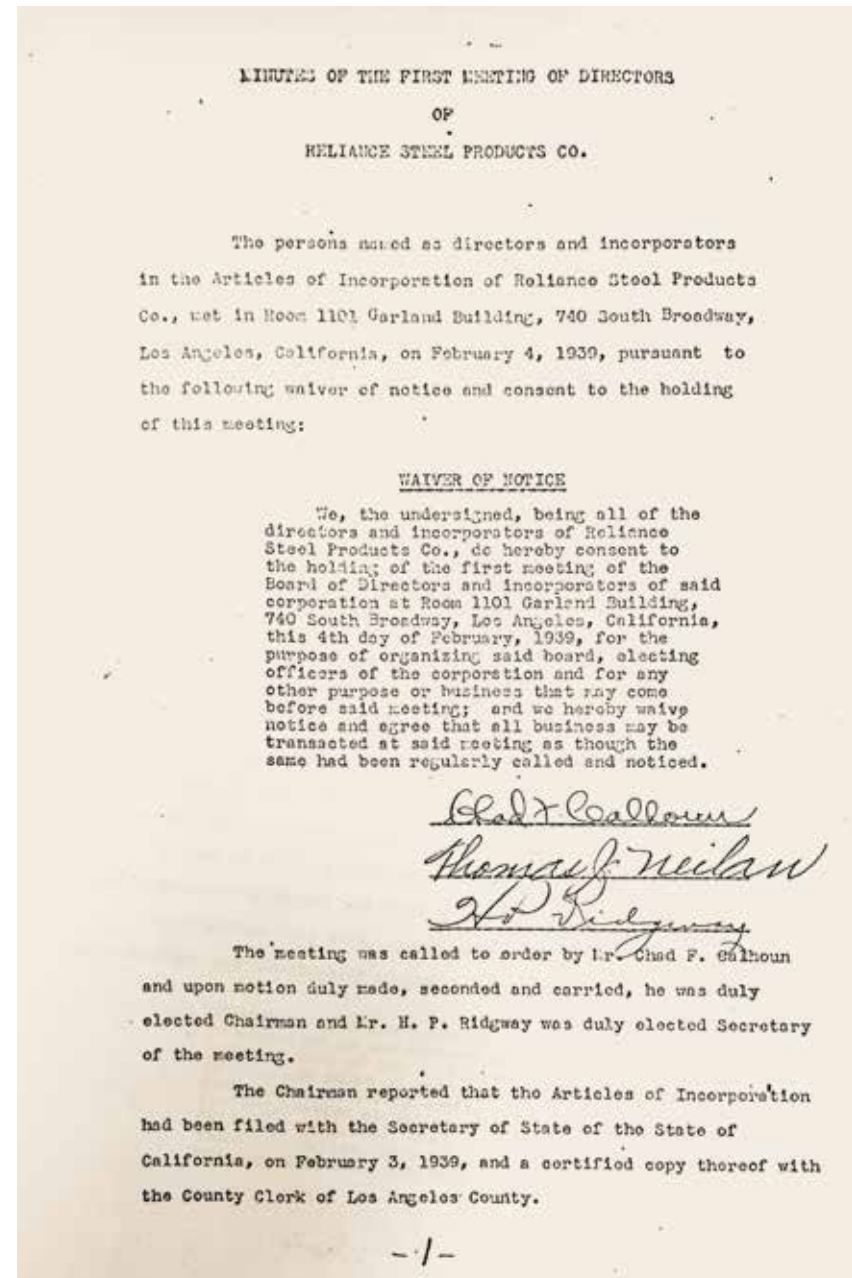 MINUTES OF THE FIRST MEETING OF DIRECTORS
OF
RELIANCE STEEL PRODUCTS CO.
The persons named as directors and incorporators
in the Articles of Incorporation of Reliance Steel Products
Co., met in Room 1101 Garland Building, 740 South Broadway,
Los Angeles, California, on February 4, 1939, pursuant to
the following waiver of notice and consent to the holding
of this meeting:
WAIVER OF NOTICE
We, the undersigned, being all of the
directors and incorporators of Reliance
Steel Products Co., do hereby consent to
the holding of the first meeting of the
Board of Directors and incorporators of said
corporation at Room 1101 Garland Building,
740 South Broadway, Los Angeles, California,
this 4th day of February, 1939, for the
purpose of organizing said board, electing
officers of the corporation and for any
other purpose or business that may come
before said meeting; and we hereby waive
notice and agree that all business may be
transacted at said meeting as though the
same had been regularly called and noticed.
Chad F Calhoun
Thomas J. Neilan
H P Ridgway
The meeting was called to order by Mr. Chad F. Calhoun
and upon motion duly made, seconded and carried, he was duly
elected Chairman and Mr. H. P. Ridgway was duly elected Secretary
of the meeting.
The Chairman reported that the Articles of Incorporation
had been filed with the Secretary of State of the State of
California, on February 3, 1939, and a certified copy thereof with
the County Clerk of Los Angeles County.
-1-